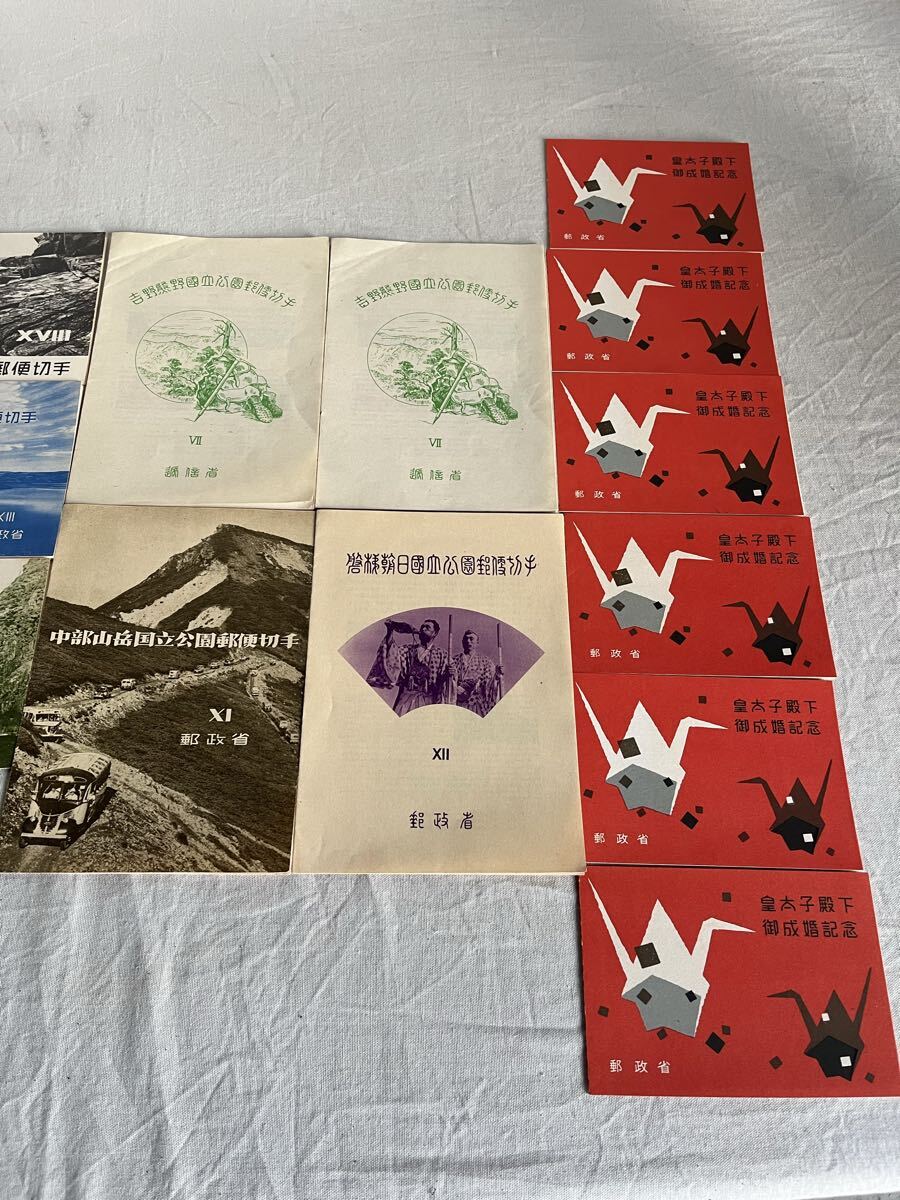 XVIII
郵便切手
便切手
XIII
政省
吉野熊野國立公園郵便切手
VII
遞信省
吉野熊野國立公園郵便切手
VII
遞信省
中部山岳国立公園郵便切手
XI
郵政省
磐梯朝日國立公園郵便切手
XII
郵政省
皇太子殿下
御成婚記念
郵政省
皇太子殿下
御成婚記念
郵政省
皇太子殿下
御成婚記念
郵政省
皇太子殿下
御成婚記念
郵政省
皇太子殿下
御成婚記念
郵政省
皇太子殿下
御成婚記念
郵政省